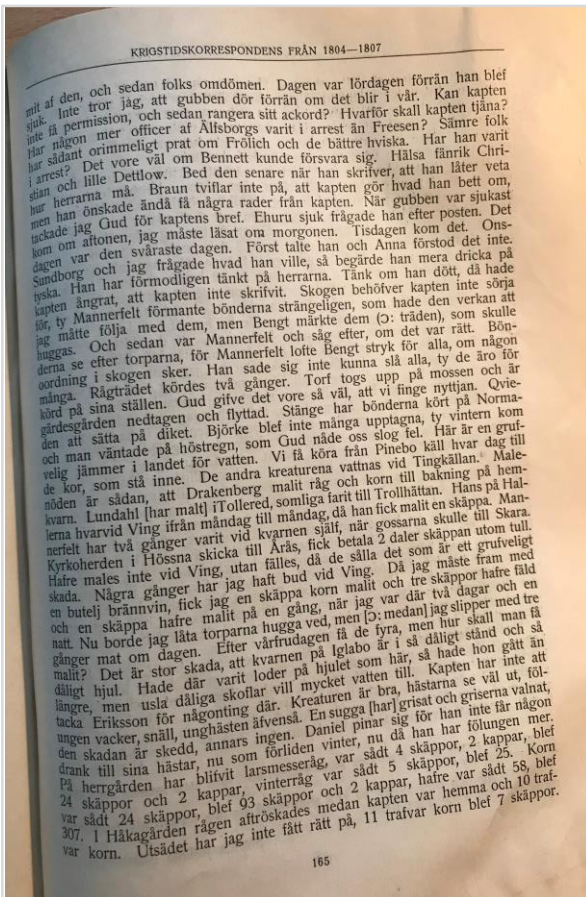 KRIGSTIDSKORRESPONDENS FRÅN 1804—1807
mit af den, och sedan folks omdömen. Dagen var lördagen förrän han blef
sjuk. Inte tror jag, att gubben dör förrän om det blir i vår. Kan kapten
inte få permission, och sedan rangera sitt ackord? Hvarför skall kapten tjäna?
Har någon mer officer af Älfsborgs varit i arrest än Freesen? Sämre folk
har sådant orimmeligt prat om Frölich och de bättre hviska. Har han varit
i arrest? Det vore väl om Bennett kunde försvara sig. Hälsa fänrik Chri-
stian och lille Dettlow. Bed den senare när han skrifver, att han låter veta
hur herrarna må. Braun tviflar inte på, att kapten gör hvad han bett om,
men han önskade ändå få några rader från kapten. När gubben var sjukast
tackade jag Gud för kaptens bref. Ehuru sjuk frågade han efter posten. Det
kom om aftonen, jag måste läsat om morgonen. Tisdagen kom det. Ons-
dagen var den svåraste dagen. Först talte han och Anna förstod det inte.
Sundborg och jag frågade hvad han ville, så begärde han mera dricka på
tyska. Han har förmodligen tänkt på herrarna. Tänk om han dött, då hade
kapten ångrat, att kapten inte skrifvit. Skogen behöfver kapten inte sörja
för, ty Mannerfelt förmante bönderna strängeligen, som hade den verkan att
jag måtte följa med dem, men Bengt märkte dem (ɔ: träden), som skulle
huggas. Och sedan var Mannerfelt och såg efter, om det var rätt. Bön-
derna se efter torparna, för Mannerfelt lofte Bengt stryk för alla, om någon
oordning i skogen sker. Han sade sig inte kunna slå alla, ty de äro för
många. Rågträdet kördes två gånger. Torf togs upp på mossen och är
körd på sina ställen. Gud gifve det vore så väl, att vi finge nyttjan. Qvie-
gärdesgården nedtagen och flyttad. Stänge har bönderna kört på Norma-
den att sätta på diket. Björke blef inte många upptagna, ty vintern kom
och man väntade på höstregn, som Gud nåde oss slog fel. Här är en gruf-
velig jämmer i landet för vatten. Vi få köra från Pinebo käll hvar dag till
de kor, som stå inne. De andra kreaturena vattnas vid Tingkällan. Male-
nöden är sådan, att Drakenberg malit råg och korn till bakning på hem-
kvarn. Lundahl [har malt] iTollered, somliga farit till Trollhättan. Hans på Hal-
lerna hvarvid Ving ifrån måndag till måndag, då han fick malit en skäppa. Man-
nerfelt har två gånger varit vid kvarnen själf, när gossarna skulle till Skara.
Kyrkoherden i Hössna skicka till Årås, fick betala 2 daler skäppan utom tull.
Hafre males inte vid Ving, utan fälles, då de sålla det som är ett grufveligt
skada. Några gånger har jag haft bud vid Ving. Då jag måste fram med
en butelj brännvin, fick jag en skäppa korn malit och tre skäppor hafre fäld
och en skäppa hafre malit på en gång, när jag var där två dagar och en
natt. Nu borde jag låta torparna hugga ved, men [ɔ: medan] jag slipper med tre
gånger mat om dagen. Efter vårfrudagen få de fyra, men hur skall man få
malit? Det är stor skada, att kvarnen på Iglabo är i så dåligt stånd och så
dåligt hjul. Hade där varit loder på hjulet som här, så hade hon gått än
längre, men usla dåliga skoflar vill mycket vatten till. Kapten har inte att
tacka Eriksson för någonting där. Kreaturen är bra, hästarna se väl ut, föl-
ungen vacker, snäll, unghästen äfvenså. En sugga [har] grisat och griserna valnat,
den skadan är skedd, annars ingen. Daniel pinar sig för han inte får någon
drank till sina hästar, nu som förliden vinter, nu då han har fölungen mer.
På herrgården har blifvit larsmesseråg, var sådt 4 skäppor, 2 kappar, blef
24 skäppor och 2 kappar, vinterråg var sådt 5 skäppor, blef 25. Korn
var sådt 24 skäppor, blef 93 skäppor och 2 kappar, hafre var sådt 58, blef
307. I Håkagården rågen aftröskades medan kapten var hemma och 10 traf-
var korn. Utsädet har jag inte fått rätt på, 11 trafvar korn blef 7 skäppor.
165